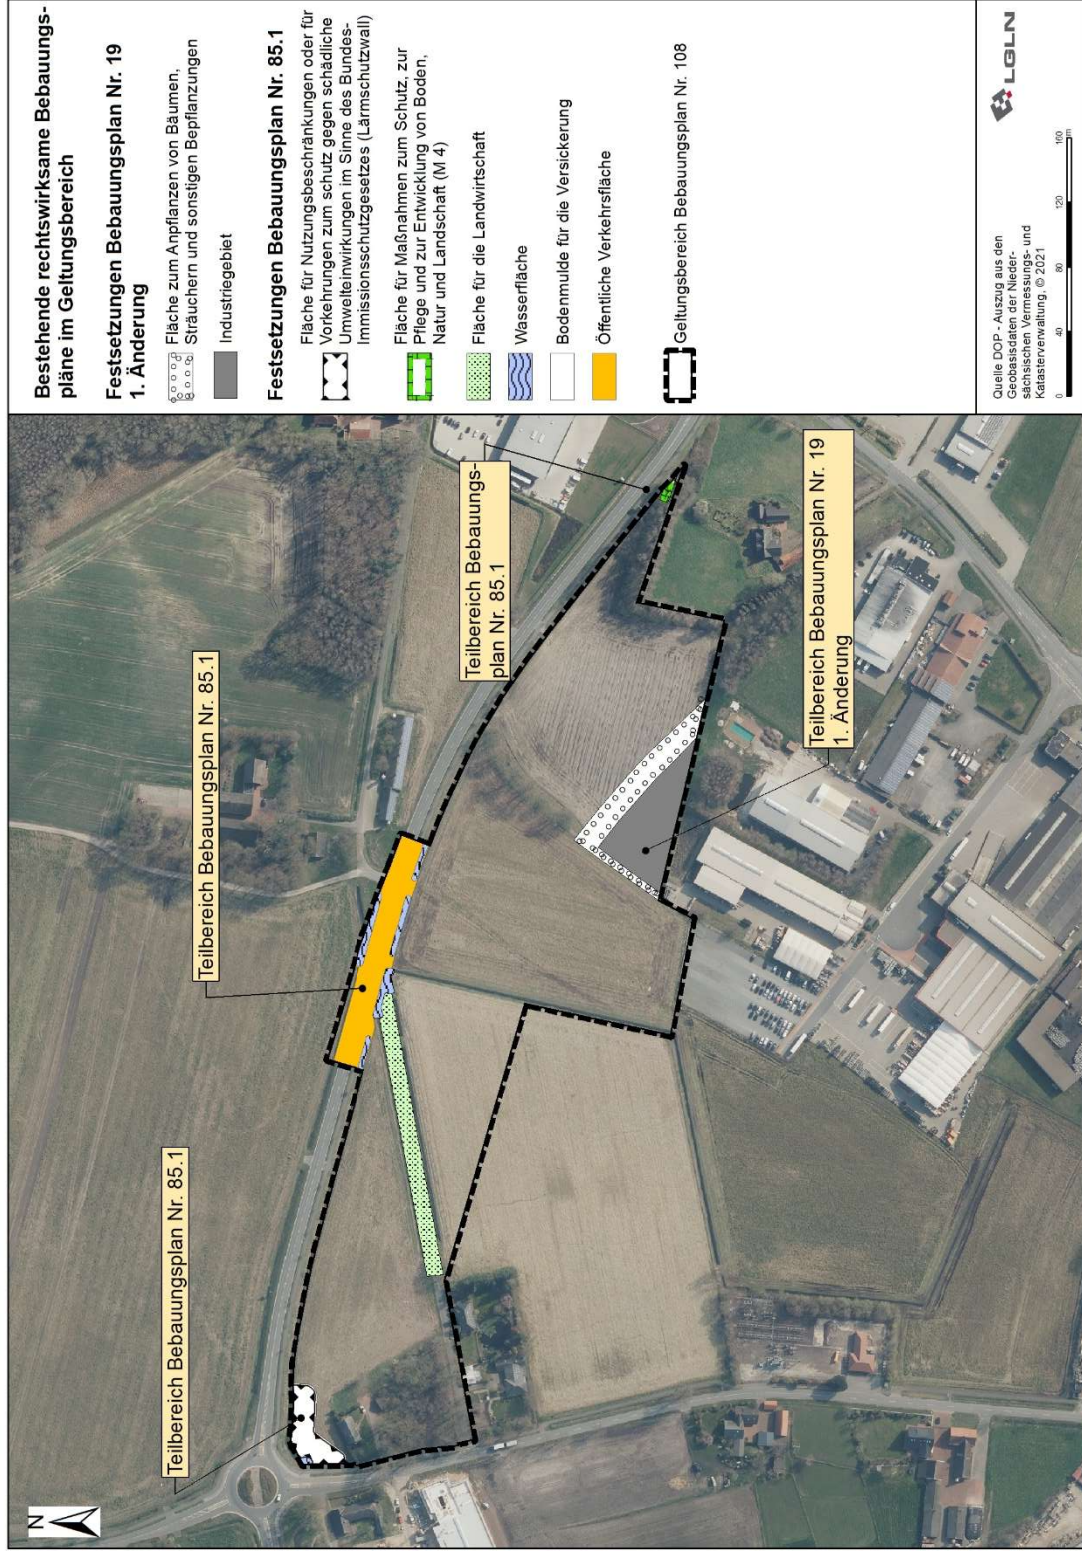 Bestehende rechtswirksame Bebauungs-
pläne im Geltungsbereich
Festsetzungen Bebauungsplan Nr. 19
1. Änderung
Fläche zum Anpflanzen von Bäumen,
Sträuchern und sonstigen Bepflanzungen
Industriegebiet
Festsetzungen Bebauungsplan Nr. 85.1
Fläche für Nutzungsbeschränkungen oder für
Vorkehrungen zum schutz gegen schädliche
Umwelteinwirkungen im Sinne des Bundes-
Immissionsschutzgesetzes (Lärmschutzwall)
Fläche für Maßnahmen zum Schutz, zur
Pflege und zur Entwicklung von Boden,
Natur und Landschaft (M 4)
Fläche für die Landwirtschaft
Wasserfläche
Bodenmulde für die Versickerung
Öffentliche Verkehrsfläche
Geltungsbereich Bebauungsplan Nr. 108
Quelle DOP - Auszug aus den
Geobasisdaten der Nieder-
sächsischen Vermessungs- und
Katasterverwaltung, © 2021
LGLN
0 40 80 120 160
m
N
Teilbereich Bebauungsplan Nr. 85.1
Teilbereich Bebauungsplan Nr. 85.1
Teilbereich Bebauungs-
plan Nr. 85.1
Teilbereich Bebauungsplan Nr. 19
1. Änderung